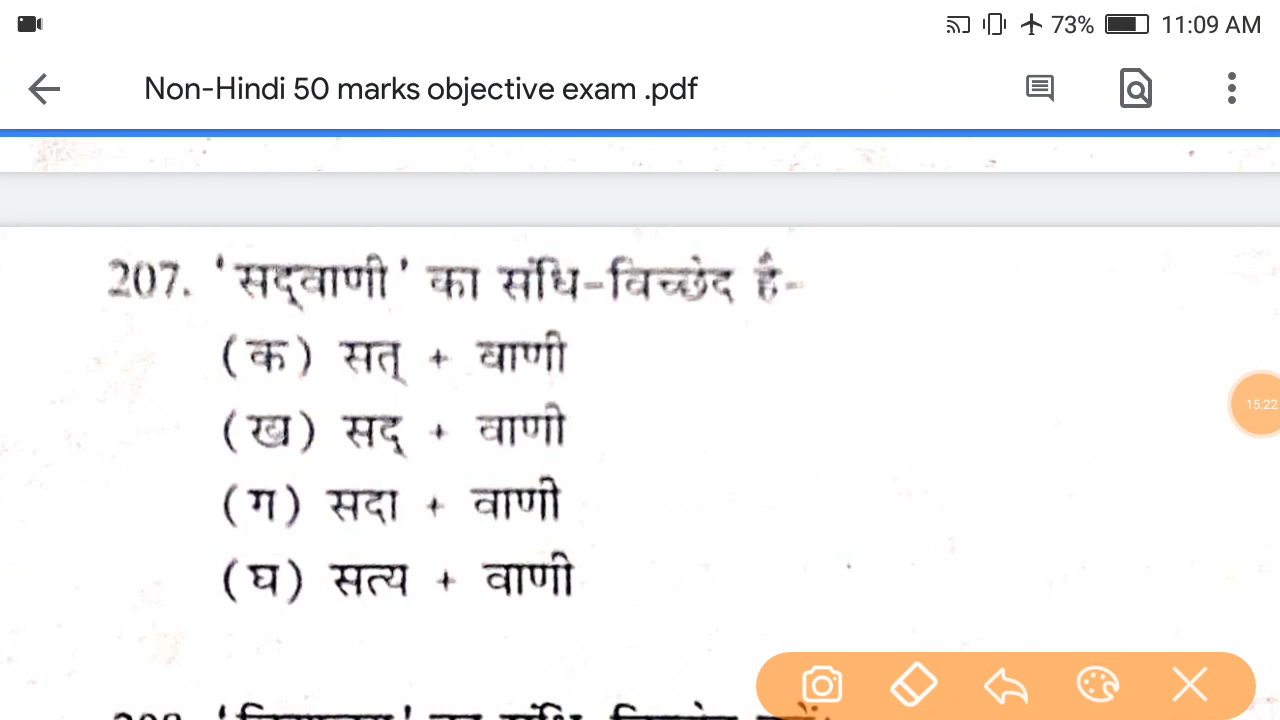 73% 11:09 AM
Non-Hindi 50 marks objective exam .pdf
207. 'सद्‌वाणी' का संधि-विच्छेद है-
(क) सत् + वाणी
15:22
(ख) सद् + वाणी
(ग) सदा + वाणी
(घ) सत्य + वाणी